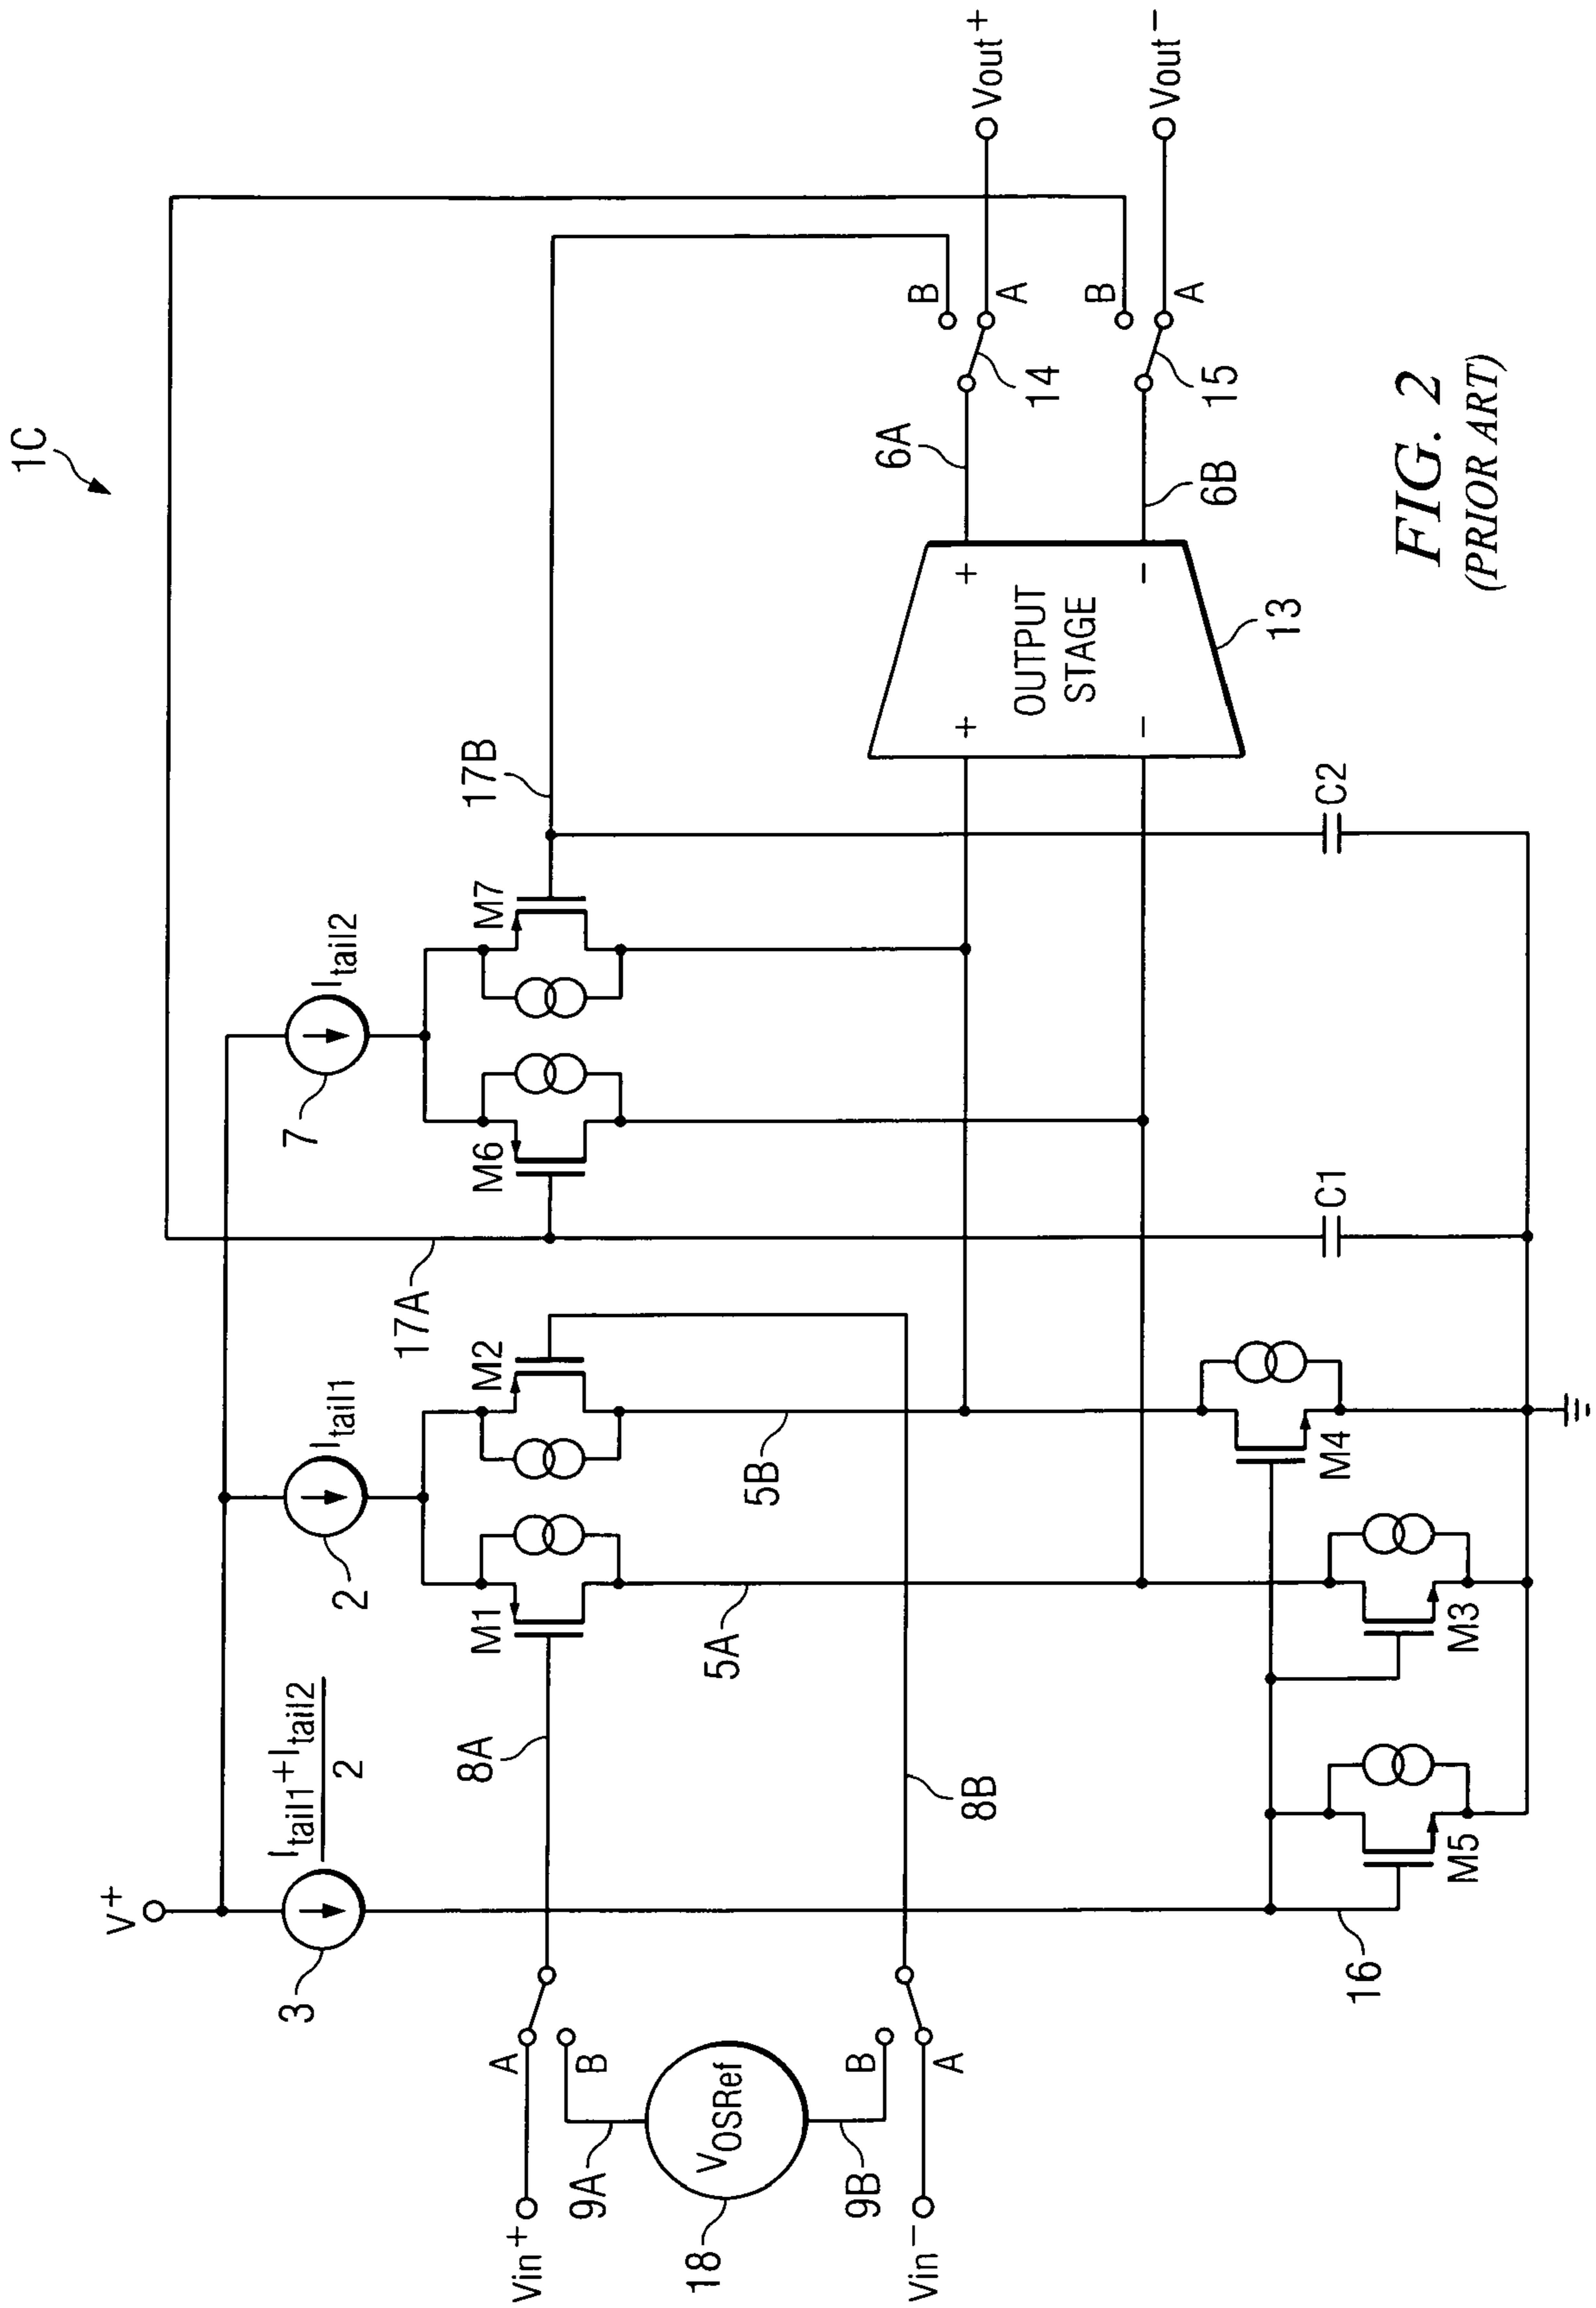 1C
V+
Itail1+Itail2
2
3
Itail1
2
Itail2
7
17A
17B
M1
M2
M6
M7
8A
8B
5A
5B
Vin+
A
B
9A
VOSRef
18
9B
B
A
Vin−
16
M5
M3
M4
C1
C2
+
−
OUTPUT
STAGE
+
−
13
6A
6B
14
15
B
A
B
A
Vout+
Vout−
FIG. 2
(PRIOR ART)